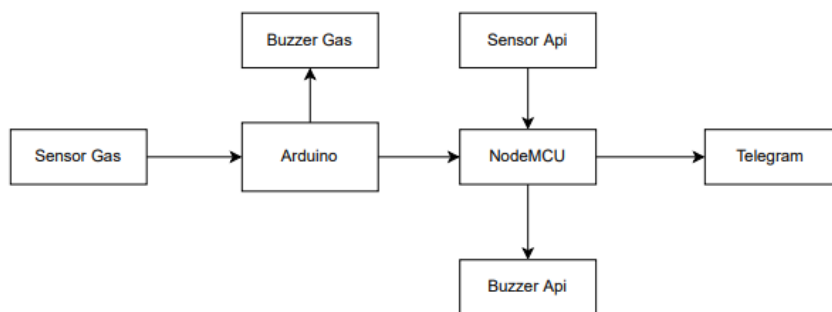 Buzzer Gas
Sensor Api
Sensor Gas
Arduino
NodeMCU
Telegram
Buzzer Api